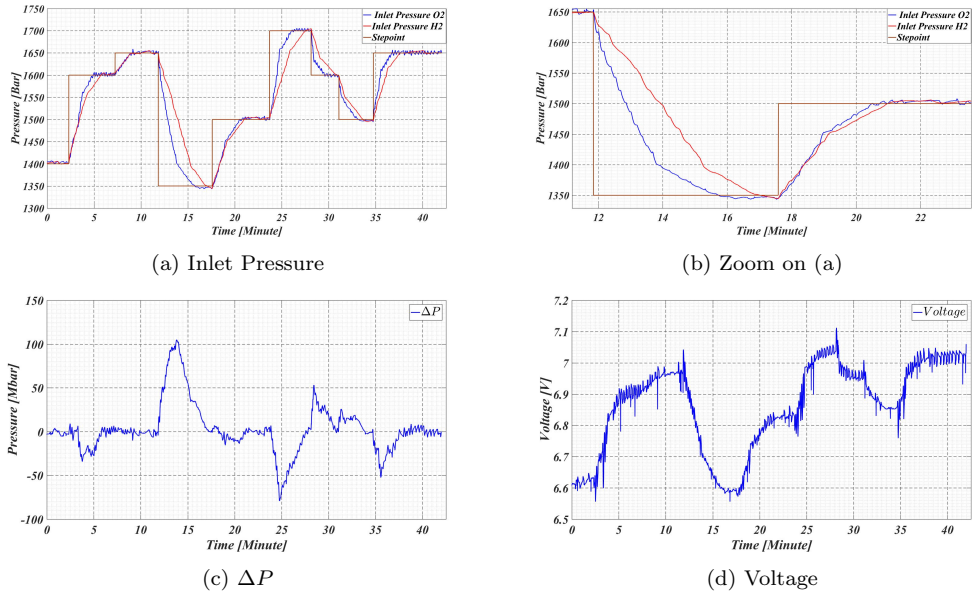 1750
1700
1650
1600
1550
1500
1450
1400
1350
1300
Pressure [Bar]
0 5 10 15 20 25 30 35 40
Time [Minute]
Inlet Pressure O2
Inlet Pressure H2
Stepoint
(a) Inlet Pressure
1650
1600
1550
1500
1450
1400
1350
Pressure [Bar]
12 14 16 18 20 22
Time [Minute]
Inlet Pressure O2
Inlet Pressure H2
Stepoint
(b) Zoom on (a)
150
100
50
0
-50
-100
Pressure [Mbar]
0 5 10 15 20 25 30 35 40
Time [Minute]
ΔP
(c) ΔP
7.2
7.1
7
6.9
6.8
6.7
6.6
6.5
Voltage [V]
0 5 10 15 20 25 30 35 40
Time [Minute]
Voltage
(d) Voltage